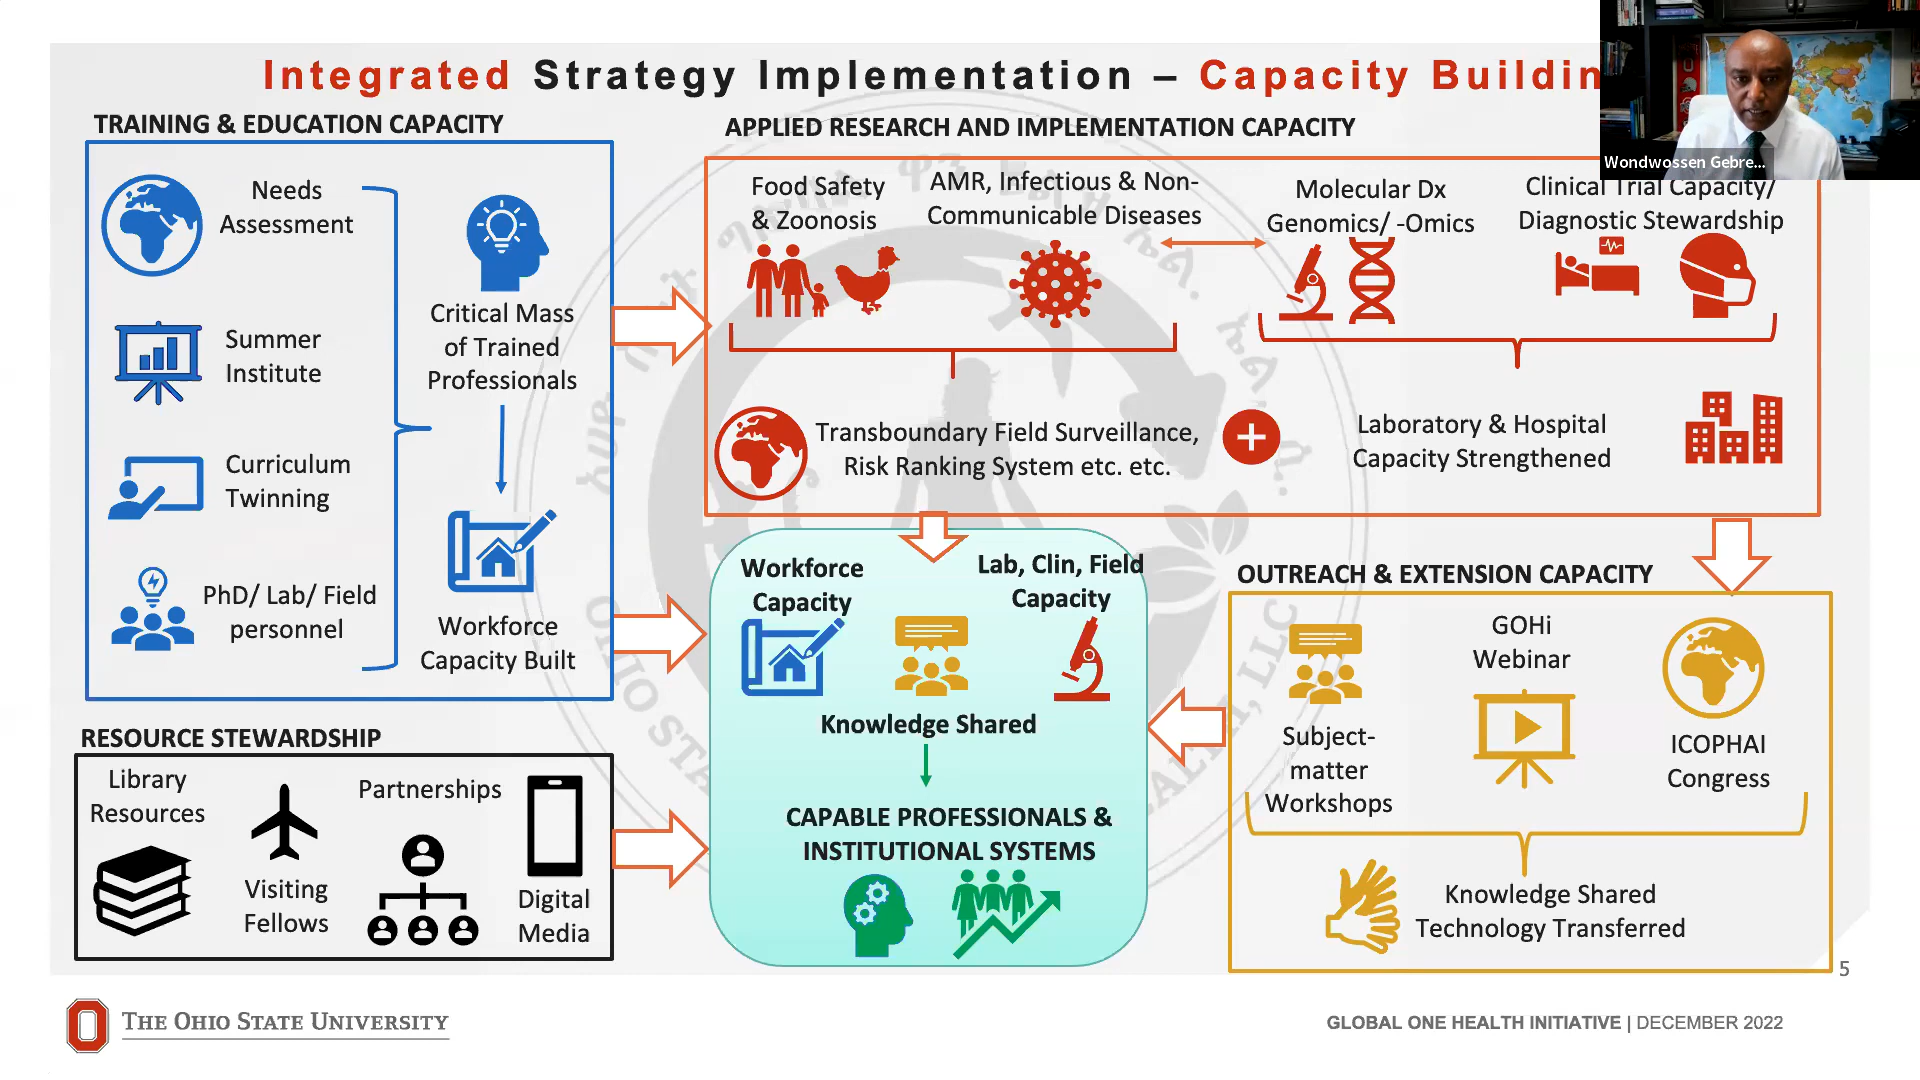 Integrated Strategy Implementation – Capacity Buildin
Wondwossen Gebre...
TRAINING & EDUCATION CAPACITY
Needs
Assessment
Summer
Institute
Curriculum
Twinning
PhD/ Lab/ Field
personnel
Critical Mass
of Trained
Professionals
Workforce
Capacity Built
APPLIED RESEARCH AND IMPLEMENTATION CAPACITY
Food Safety
& Zoonosis
AMR, Infectious & Non-
Communicable Diseases
Molecular Dx
Genomics/ -Omics
Clinical Trial Capacity/
Diagnostic Stewardship
Transboundary Field Surveillance,
Risk Ranking System etc. etc.
Laboratory & Hospital
Capacity Strengthened
RESOURCE STEWARDSHIP
Library
Resources
Visiting
Fellows
Partnerships
Digital
Media
Workforce
Capacity
Lab, Clin, Field
Capacity
Knowledge Shared
CAPABLE PROFESSIONALS &
INSTITUTIONAL SYSTEMS
OUTREACH & EXTENSION CAPACITY
Subject-
matter
Workshops
GOHi
Webinar
ICOPHAI
Congress
Knowledge Shared
Technology Transferred
5
THE OHIO STATE UNIVERSITY
GLOBAL ONE HEALTH INITIATIVE | DECEMBER 2022